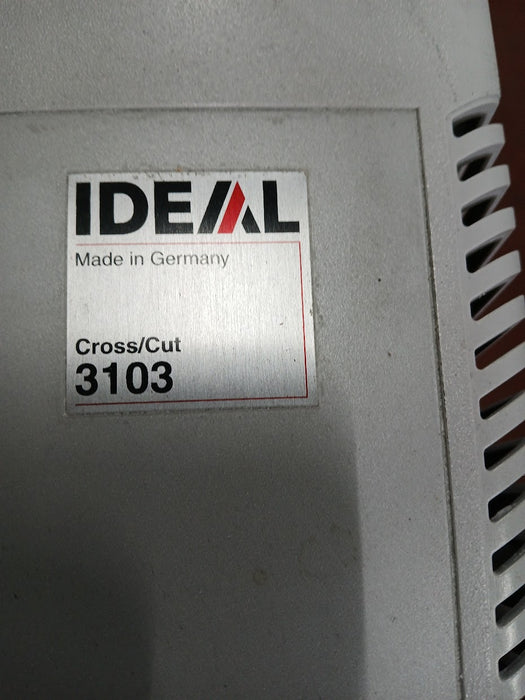 IDEAL
Made in Germany
Cross/Cut
3103